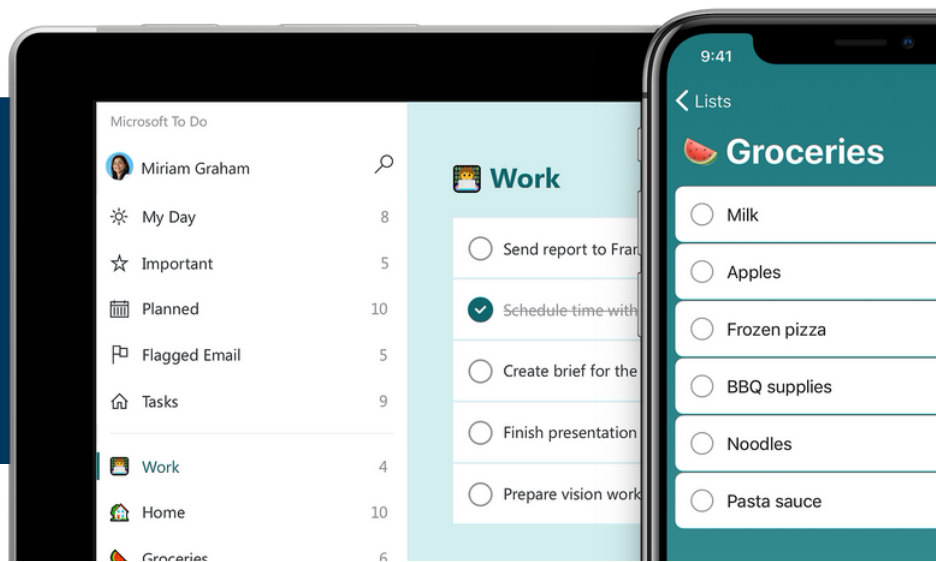 Microsoft To Do
Miriam Graham
My Day 8
Important 5
Planned 10
Flagged Email 5
Tasks 9
Work 4
Home 10
Groceries 6
Work
Send report to
Schedule time with
Create brief for the
Finish presentation
Prepare vision work
9:41
Lists
Groceries
Milk
Apples
Frozen pizza
BBQ supplies
Noodles
Pasta sauce